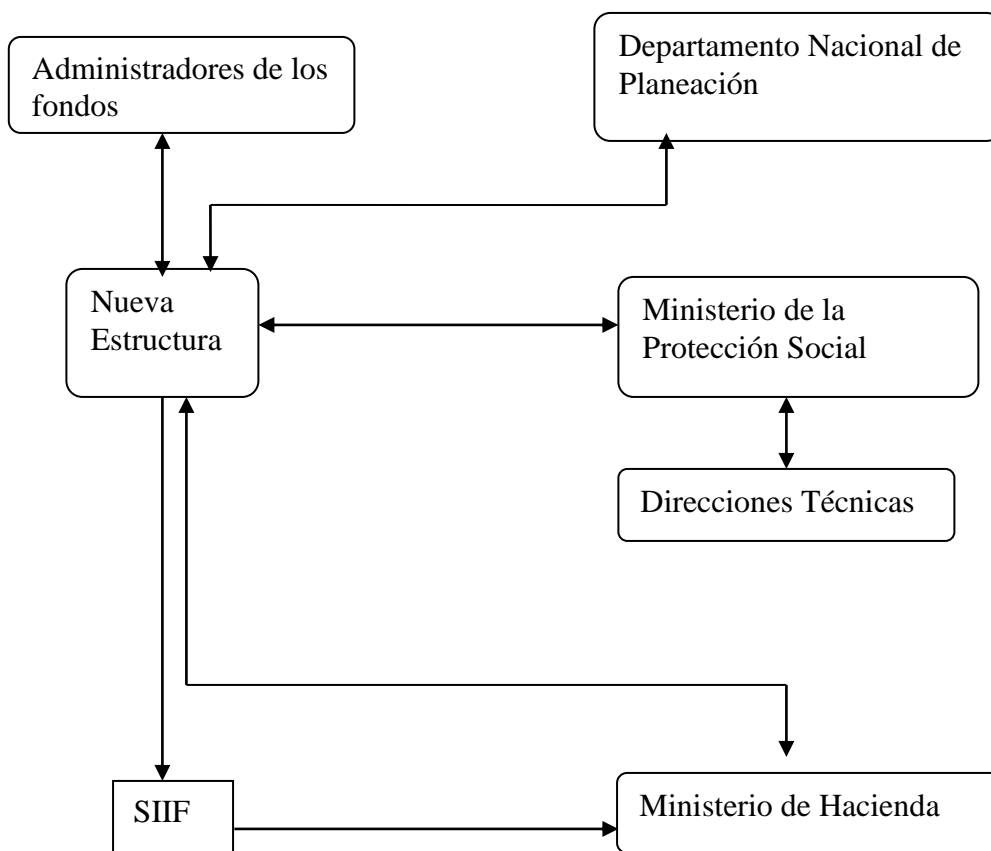 Administradores de los
fondos
Departamento Nacional de
Planeación
Nueva
Estructura
Ministerio de la
Protección Social
Direcciones Técnicas
SIIF
Ministerio de Hacienda